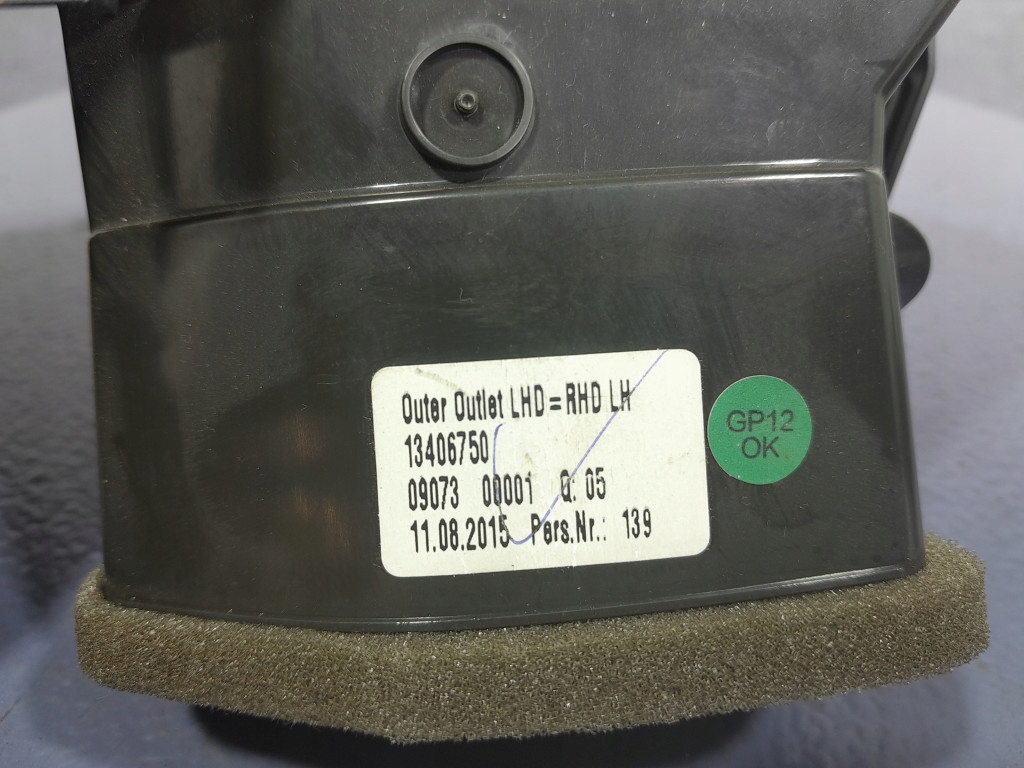 Outer Outlet LHD = RHD LH
13406750
09073 00001 Q: 05
11.08.2015 Pers.Nr.: 139
GP12
OK